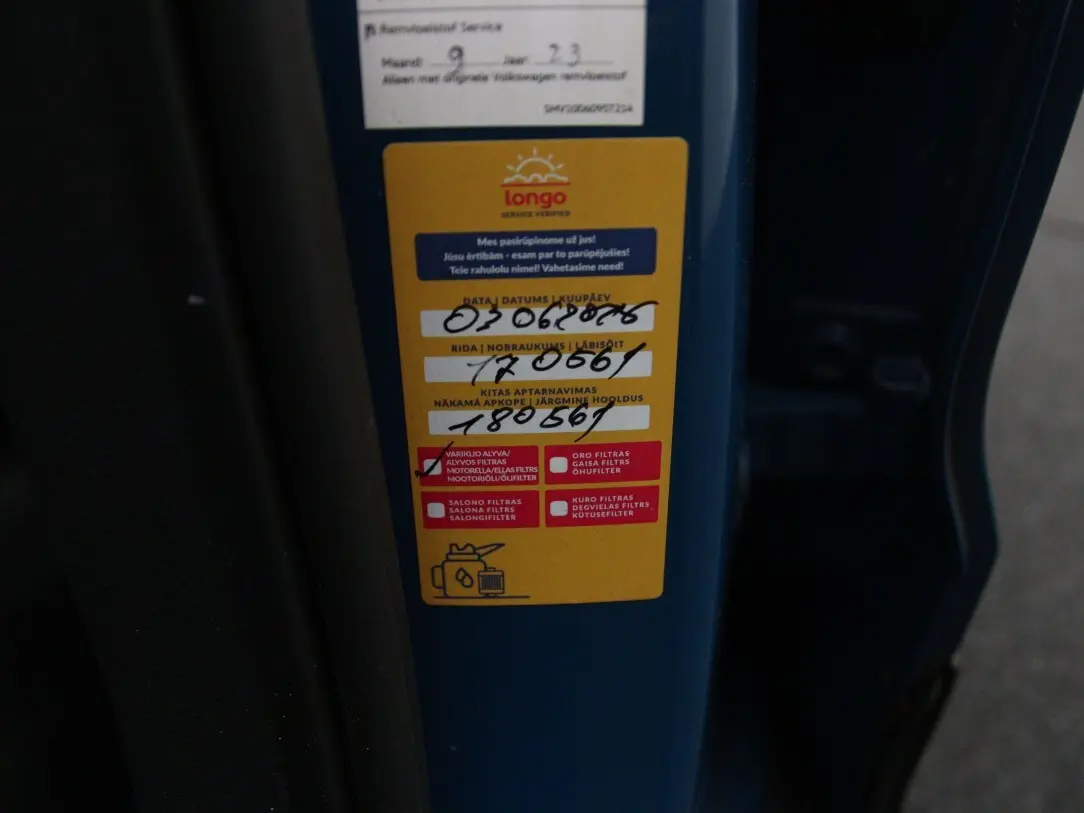 Remvloeistof Service
Maand: 9 Jaar: 23
Alleen met originele Volkswagen remvloeistof
longo
SERVICE VERIFIED
Mes pasirūpinome už jus!
Jūsu ērtībām - esam par to parūpējušies!
Teie rahulolu nimel! Vahetasime need!
DATA | DATUMS | KUUPÄEV
03062026
RIDA | NOBRAUKUMS | LÄBISÕIT
170561
KITAS APTARNAVIMAS
NĀKAMĀ APKOPE | JÄRGMINE HOOLDUS
180561
VARIKLIO ALYVA/
ALYVOS FILTRAS
MOTORELLA/ELLAS FILTRS
MOOTORIÕLI/ÕLIFILTER
ORO FILTRAS
GAISA FILTRS
ÕHUFILTER
SALONO FILTRAS
SALONA FILTRS
SALONGIFILTER
KURO FILTRAS
DEGVIELAS FILTRS
KÜTUSEFILTER